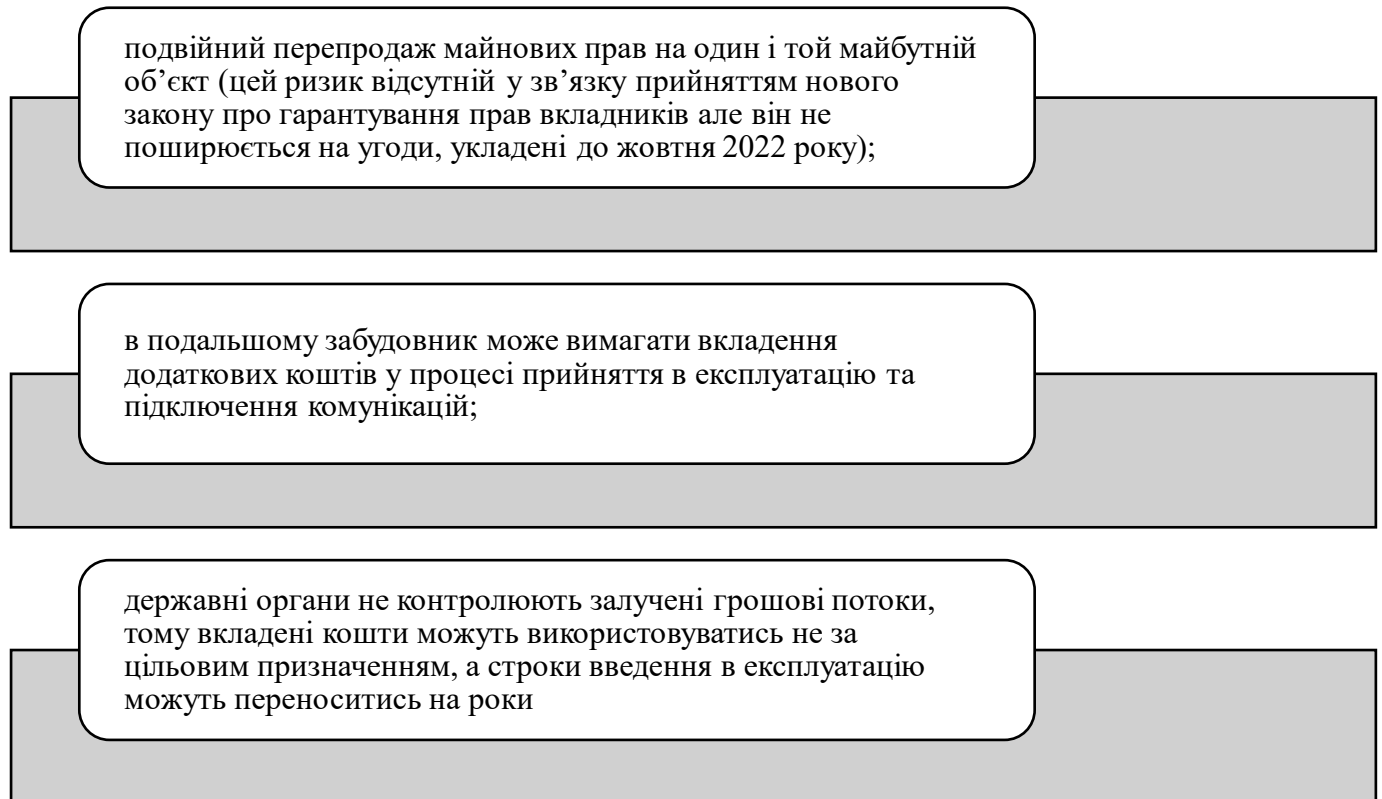 подвійний перепродаж майнових прав на один і той майбутній
об’єкт (цей ризик відсутній у зв’язку прийняттям нового
закону про гарантування прав вкладників але він не
поширюється на угоди, укладені до жовтня 2022 року);
в подальшому забудовник може вимагати вкладення
додаткових коштів у процесі прийняття в експлуатацію та
підключення комунікацій;
державні органи не контролюють залучені грошові потоки,
тому вкладені кошти можуть використовуватись не за
цільовим призначенням, а строки введення в експлуатацію
можуть переноситись на роки